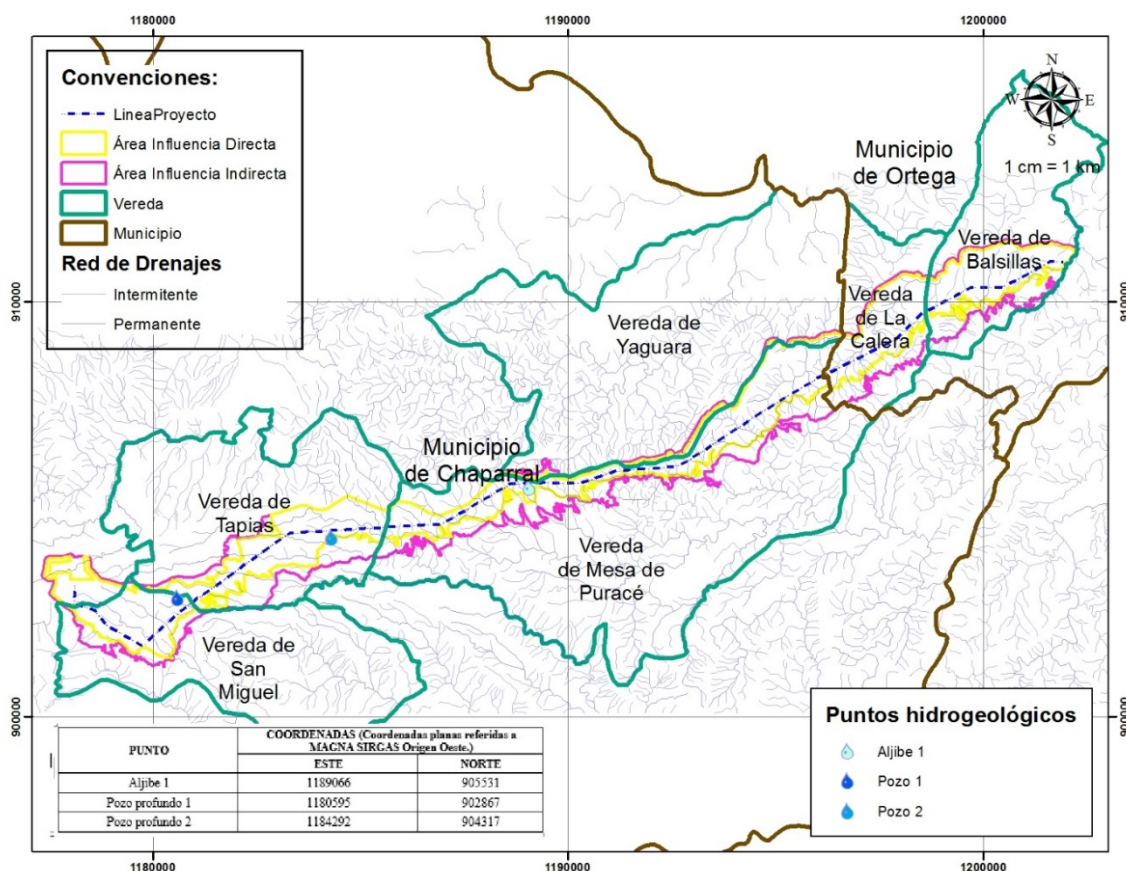 1180000
1190000
1200000
Convenciones:
LineaProyecto
Área Influencia Directa
Área Influencia Indirecta
Vereda
Municipio
Red de Drenajes
Intermitente
Permanente
N
W
E
S
1 cm = 1 km
Municipio
de Ortega
Vereda de
Balsillas
910000
910000
Vereda
de La
Calera
Vereda de
Yaguara
Municipio
de Chaparral
Vereda de
Tapias
Vereda
de Mesa de
Puracé
Vereda de
San
Miguel
900000
900000
PUNTO
COORDENADAS (Coordenadas planas referidas a
MAGNA SIRGAS Origen Oeste.)
ESTE NORTE
Aljibe 1 1189066 905531
Pozo profundo 1 1180595 902867
Pozo profundo 2 1184292 904317
Puntos hidrogeológicos
Aljibe 1
Pozo 1
Pozo 2
1180000
1190000
1200000